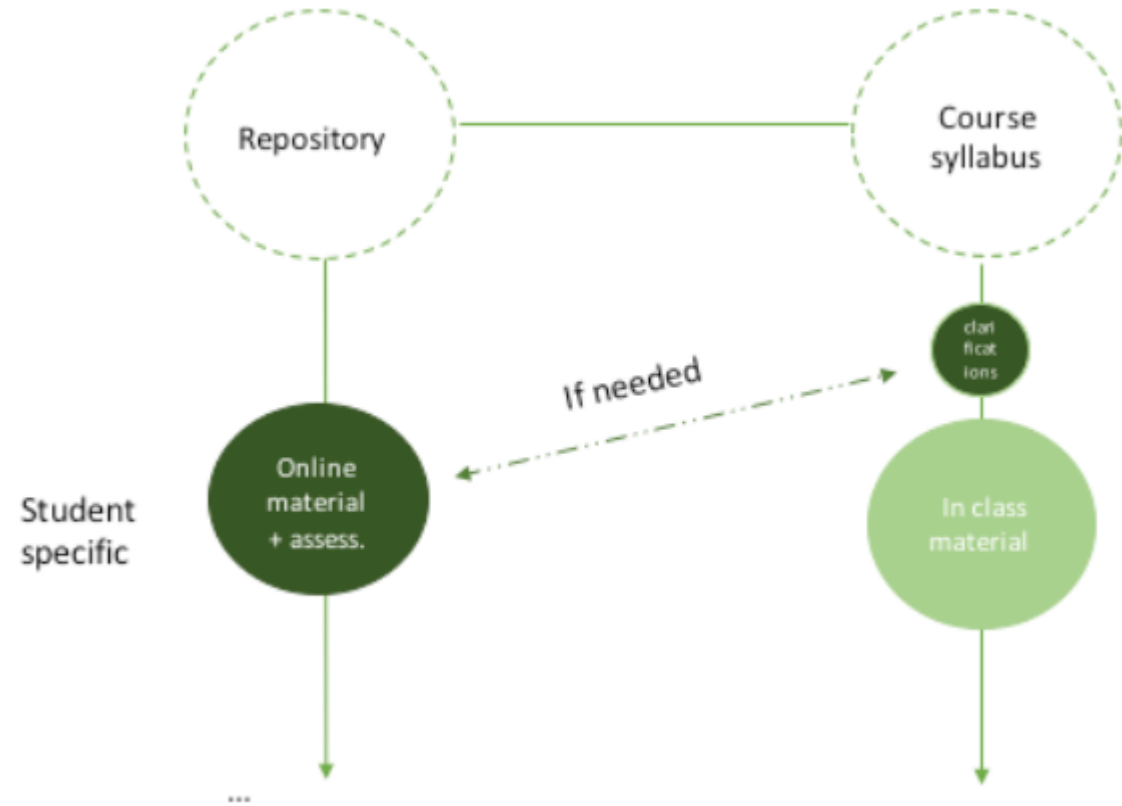 Repository
Course
syllabus
clari
ficat
ions
If needed
Online
material
+ assess.
Student
specific
In class
material
...